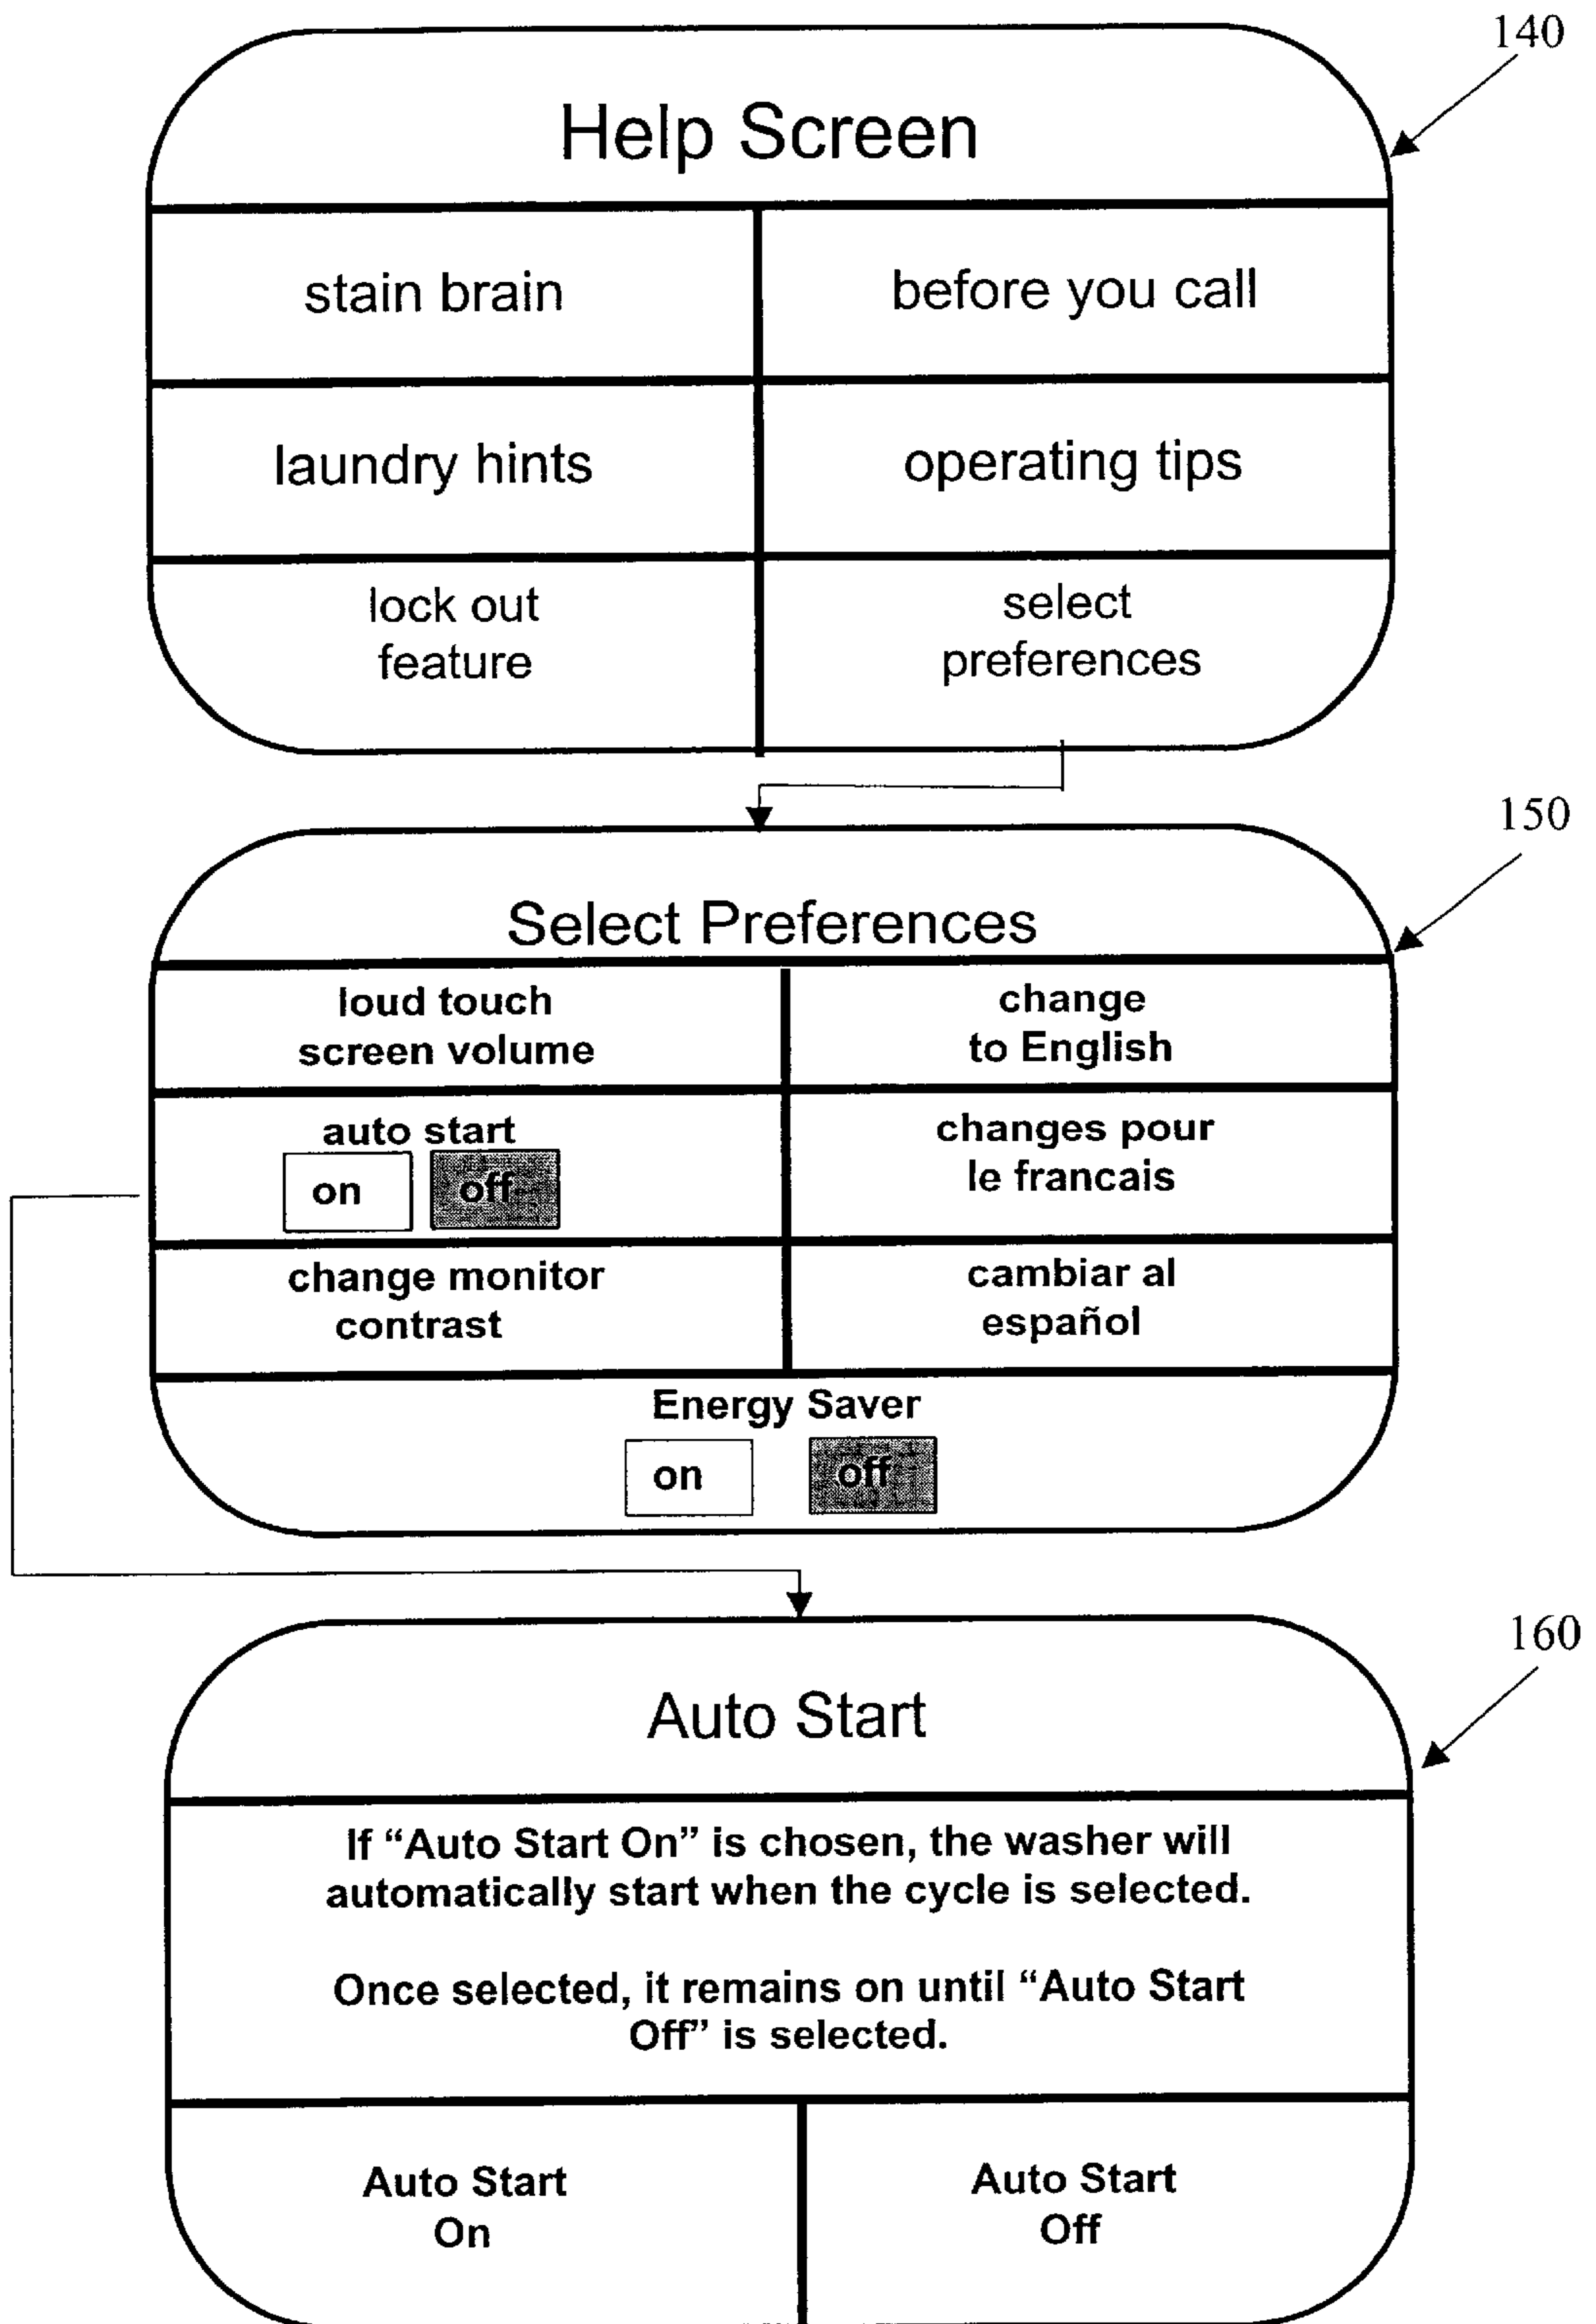 140
Help Screen
stain brain
before you call
laundry hints
operating tips
lock out
feature
select
preferences
150
Select Preferences
loud touch
screen volume
change
to English
auto start
on
off
changes pour
le francais
change monitor
contrast
cambiar al
español
Energy Saver
on
off
160
Auto Start
If “Auto Start On” is chosen, the washer will
automatically start when the cycle is selected.
Once selected, it remains on until “Auto Start
Off” is selected.
Auto Start
On
Auto Start
Off